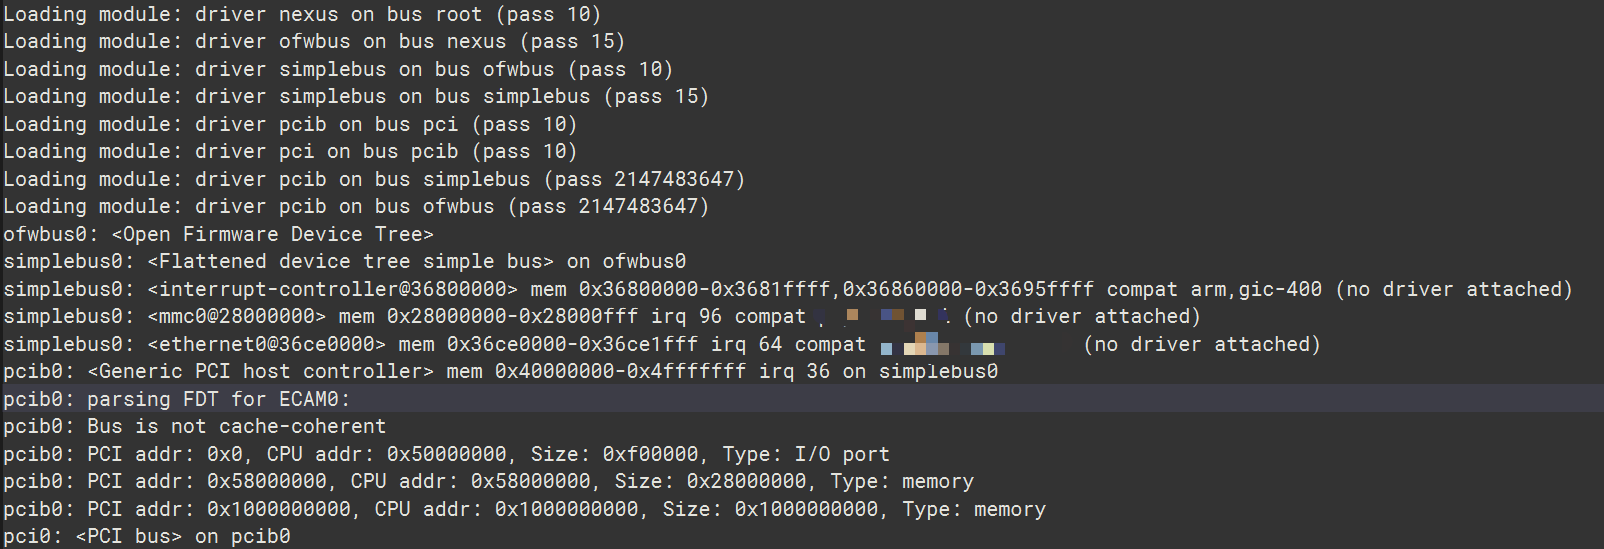 Loading module: driver nexus on bus root (pass 10)
Loading module: driver ofwbus on bus nexus (pass 15)
Loading module: driver simplebus on bus ofwbus (pass 10)
Loading module: driver simplebus on bus simplebus (pass 15)
Loading module: driver pcib on bus pci (pass 10)
Loading module: driver pci on bus pcib (pass 10)
Loading module: driver pcib on bus simplebus (pass 2147483647)
Loading module: driver pcib on bus ofwbus (pass 2147483647)
ofwbus0: <Open Firmware Device Tree>
simplebus0: <Flattened device tree simple bus> on ofwbus0
simplebus0: <interrupt-controller@36800000> mem 0x36800000-0x3681ffff,0x36860000-0x3695ffff compat arm,gic-400 (no driver attached)
simplebus0: <mmc0@28000000> mem 0x28000000-0x28000fff irq 96 compat (no driver attached)
simplebus0: <ethernet0@36ce0000> mem 0x36ce0000-0x36ce1fff irq 64 compat (no driver attached)
pcib0: <Generic PCI host controller> mem 0x40000000-0x4fffffff irq 36 on simplebus0
pcib0: parsing FDT for ECAM0:
pcib0: Bus is not cache-coherent
pcib0: PCI addr: 0x0, CPU addr: 0x50000000, Size: 0xf00000, Type: I/O port
pcib0: PCI addr: 0x58000000, CPU addr: 0x58000000, Size: 0x28000000, Type: memory
pcib0: PCI addr: 0x1000000000, CPU addr: 0x1000000000, Size: 0x1000000000, Type: memory
pci0: <PCI bus> on pcib0